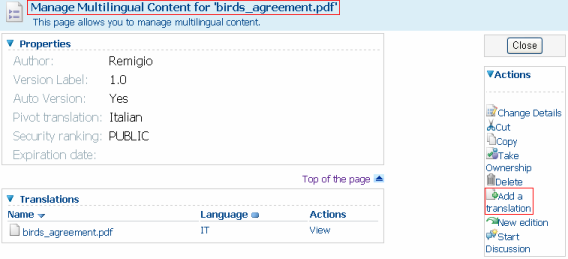 Manage Multilingual Content for 'birds_agreement.pdf'
This page allows you to manage multilingual content.
Properties
Author: Remigio
Version Label: 1.0
Auto Version: Yes
Pivot translation: Italian
Security ranking: PUBLIC
Expiration date:
Top of the page
Translations
Name Language Actions
birds_agreement.pdf IT View
Close
Actions
Change Details
Cut
Copy
Take
Ownership
Delete
Add a
translation
New edition
Start
Discussion